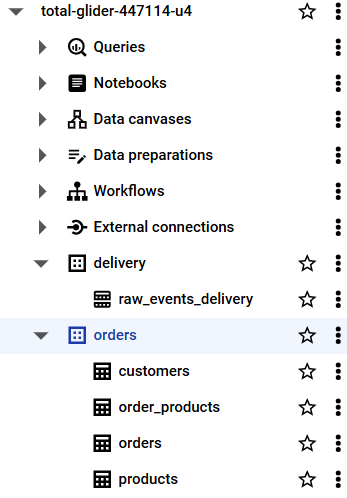 total-glider-447114-u4
Queries
Notebooks
Data canvases
Data preparations
Workflows
External connections
delivery
raw_events_delivery
orders
customers
order_products
orders
products